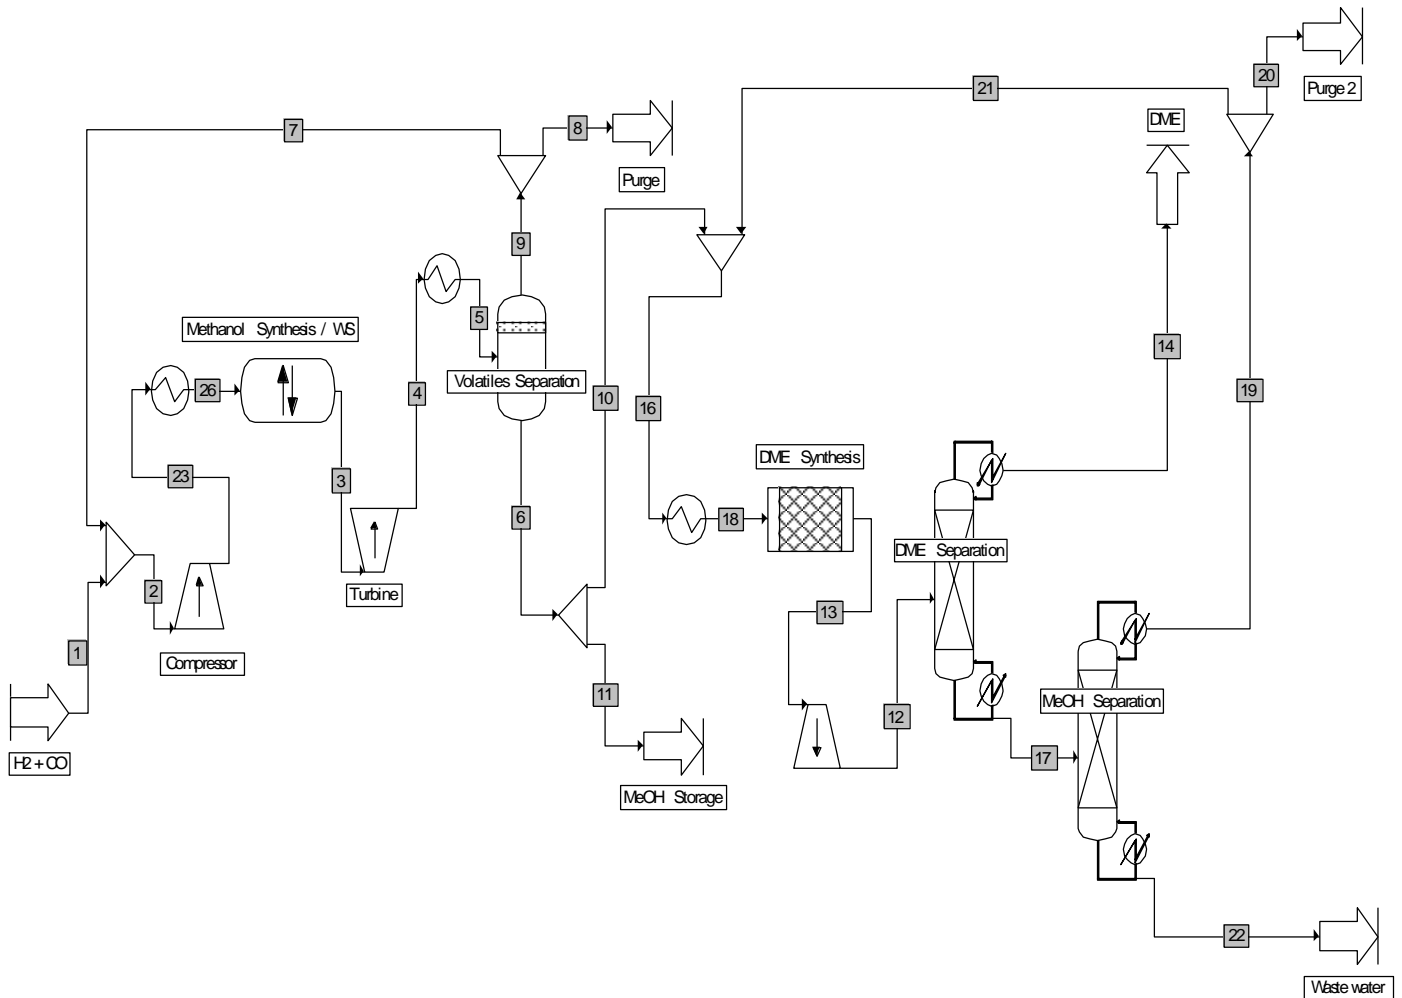 20
Purge 2
21
DME
7
8
Purge
9
Methanol Synthesis / WS
5
Volatiles Separation
14
26
4
10
16
19
DME Synthesis
23
3
6
18
DME Separation
2
Turbine
13
1
Compressor
11
12
MeOH Separation
H2 + CO
17
MeOH Storage
22
Waste water